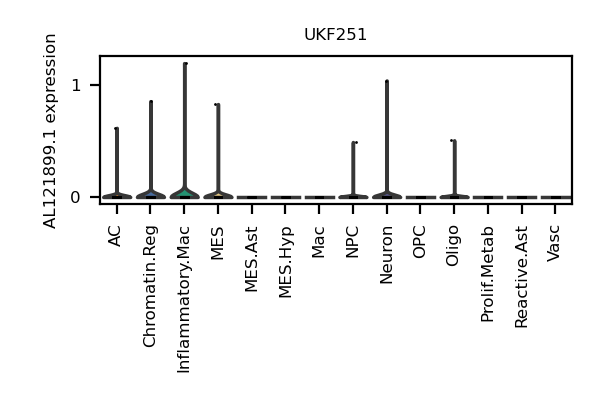 UKF251
AL121899.1 expression
1
0
AC
Chromatin.Reg
Inflammatory.Mac
MES
MES.Ast
MES.Hyp
Mac
NPC
Neuron
OPC
Oligo
Prolif.Metab
Reactive.Ast
Vasc